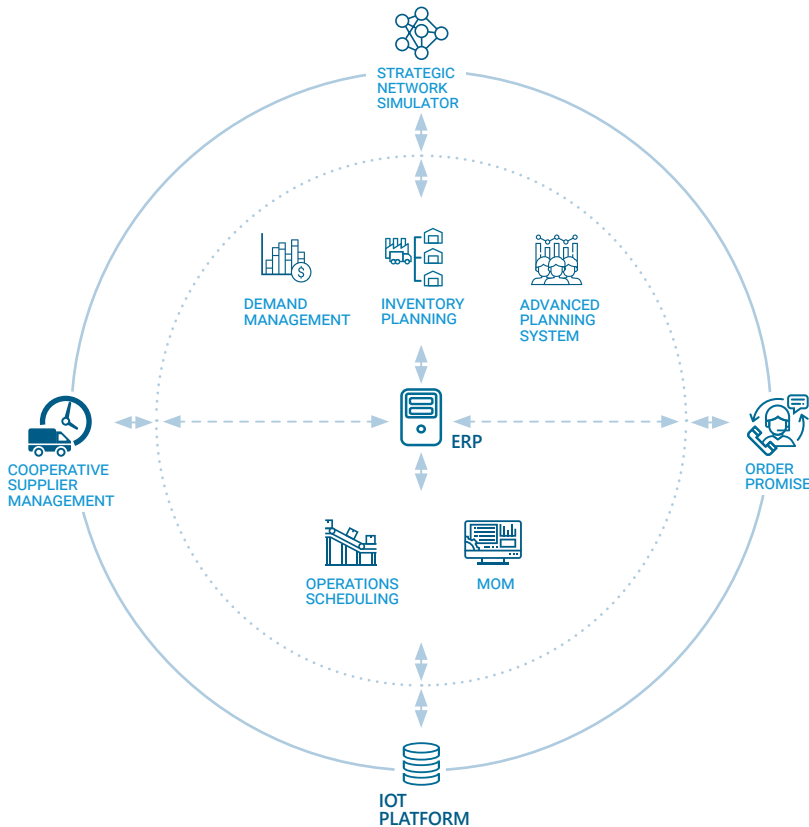 STRATEGIC
NETWORK
SIMULATOR
$
DEMAND
MANAGEMENT
INVENTORY
PLANNING
ADVANCED
PLANNING
SYSTEM
ERP
COOPERATIVE
SUPPLIER
MANAGEMENT
ORDER
PROMISE
OPERATIONS
SCHEDULING
MOM
IOT
PLATFORM